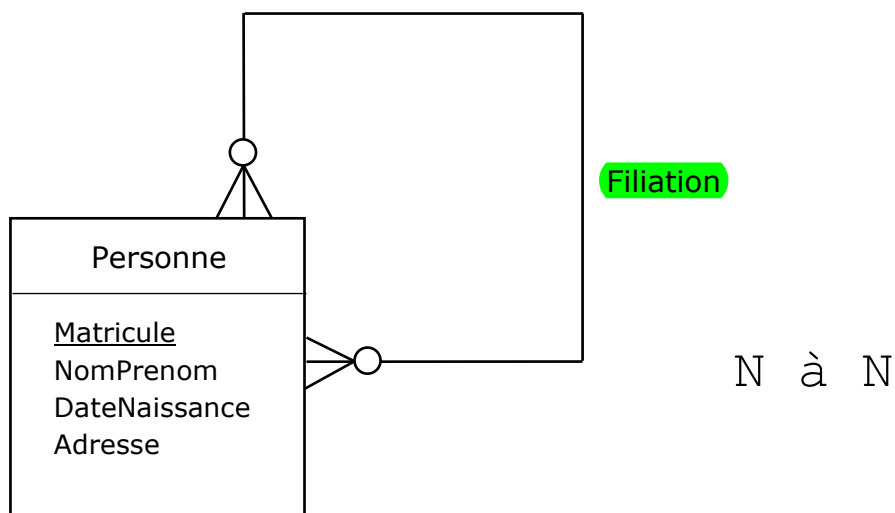 Filiation
Personne
Matricule
NomPrenom
DateNaissance
Adresse
N à N